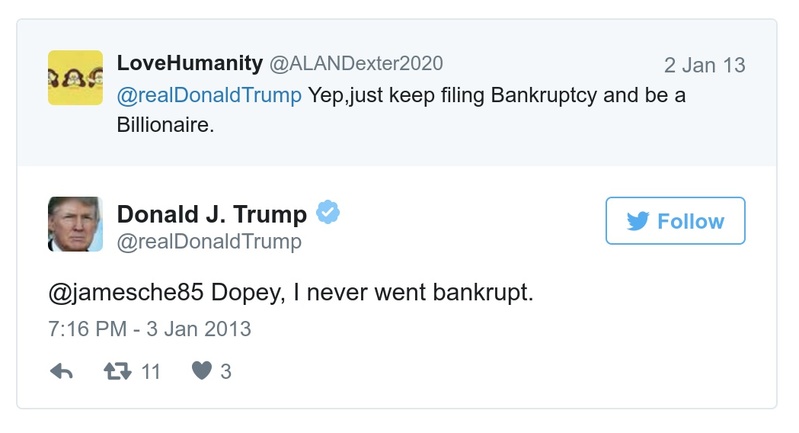 LoveHumanity @ALANDexter2020
2 Jan 13
@realDonaldTrump Yep,just keep filing Bankruptcy and be a
Billionaire.
Donald J. Trump
@realDonaldTrump
Follow
@jamesche85 Dopey, I never went bankrupt.
7:16 PM - 3 Jan 2013
11 3